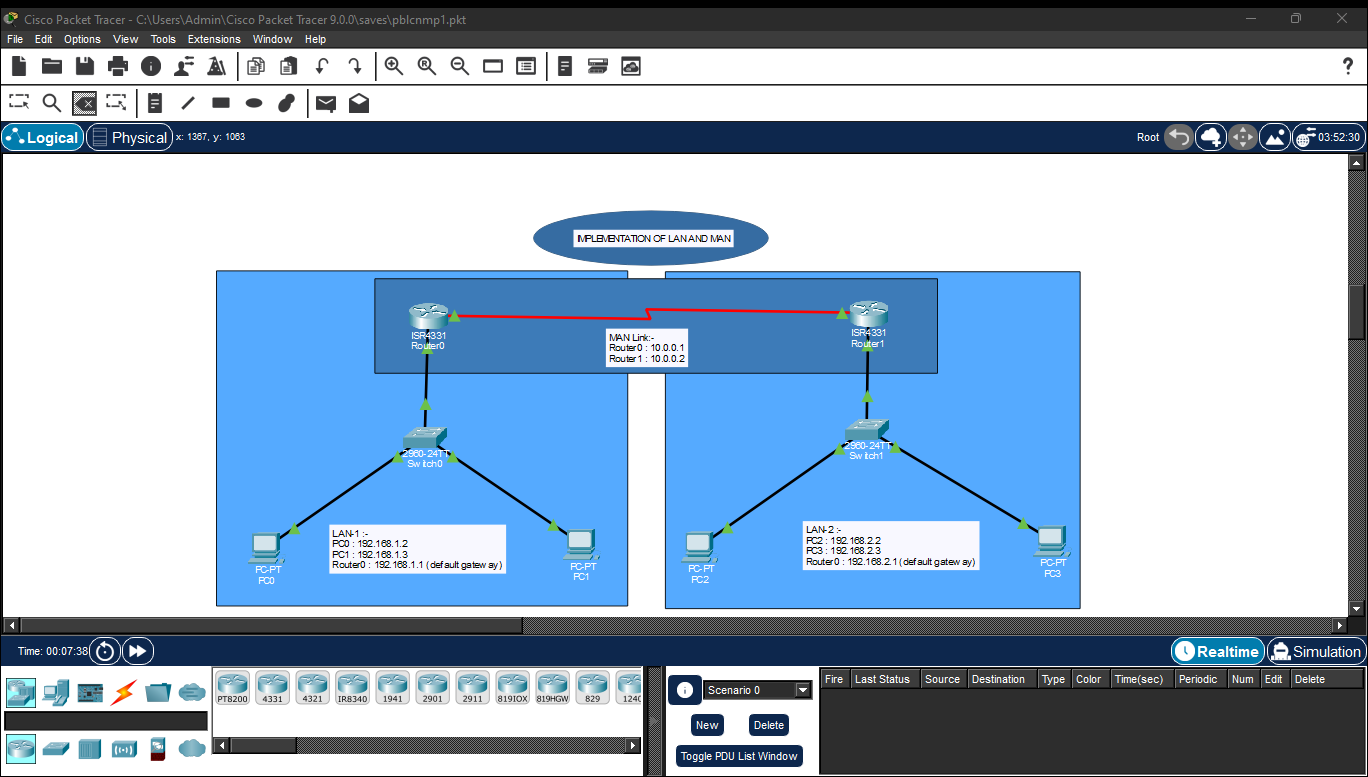 Cisco Packet Tracer - C:\Users\Admin\Cisco Packet Tracer 9.0.0\saves\pblcnmp1.pkt
File Edit Options View Tools Extensions Window Help
?
Logical Physical x: 1367, y: 1063 Root 03:52:30
IMPLEMENTATION OF LAN AND MAN
ISR4331
Router0
ISR4331
Router1
MAN Link:-
Router0 : 10.0.0.1
Router1 : 10.0.0.2
2960-24TT
Switch0
2960-24TT
Switch1
LAN-1 :-
PC0 : 192.168.1.2
PC1 : 192.168.1.3
Router0 : 192.168.1.1 (default gateway)
LAN-2 :-
PC2 : 192.168.2.2
PC3 : 192.168.2.3
Router0 : 192.168.2.1 (default gateway)
PC-PT
PC0
PC-PT
PC1
PC-PT
PC2
PC-PT
PC3
Time: 00:07:38 Realtime Simulation
PT8200 4331 4321 IR8340 1941 2901 2911 819IOX 819HGW 829 1240
Scenario 0
New Delete
Toggle PDU List Window
Fire Last Status Source Destination Type Color Time(sec) Periodic Num Edit Delete